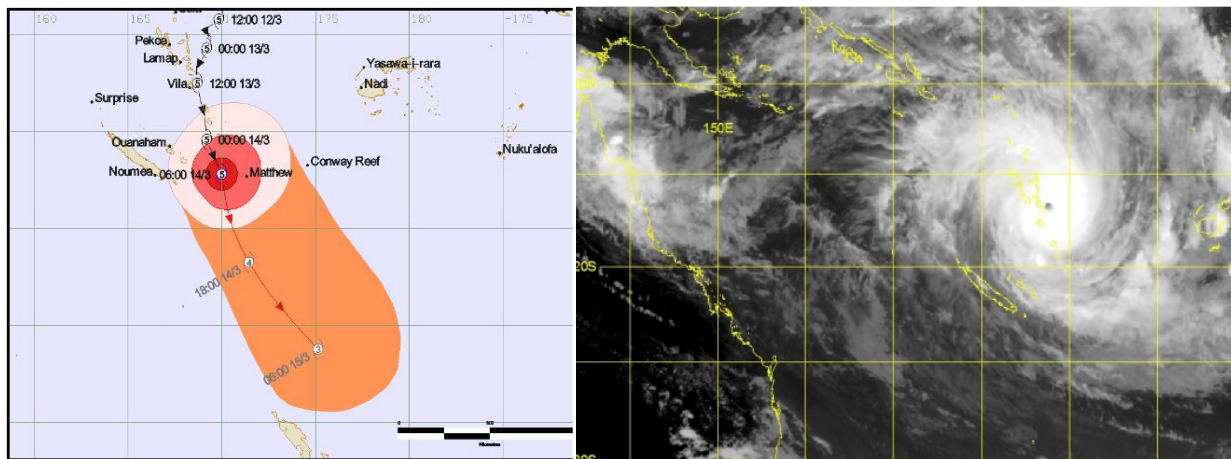 160
165
175
180
-175
12:00 12/3
Pekoa
00:00 13/3
Lamap
Yasawa-i-rara
Vila
12:00 13/3
Nadi
Surprise
Ouanaham
00:00 14/3
Conway Reef
Nuku'alofa
Noumea
06:00 14/3
Matthew
18:00 14/3
06:00 15/3
5
5
5
5
5
4
3
150E
20S